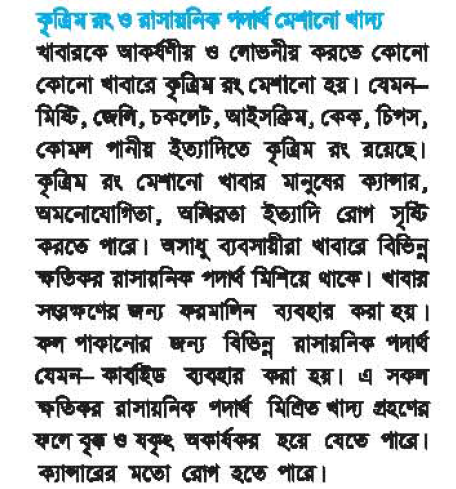 কৃত্রিম রং ও রাসায়নিক পদার্থ মেশানো খাদ্য
খাবারকে আকর্ষণীয় ও লোভনীয় করতে কোনো
কোনো খাবারে কৃত্রিম রং মেশানো হয়। যেমন—
মিষ্টি, জেলি, চকলেট, আইসক্রিম, কেক, চিপস,
কোমল পানীয় ইত্যাদিতে কৃত্রিম রং রয়েছে।
কৃত্রিম রং মেশানো খাবার মানুষের ক্যান্সার,
অমনোযোগিতা, অস্থিরতা ইত্যাদি রোগ সৃষ্টি
করতে পারে। অসাধু ব্যবসায়ীরা খাবারে বিভিন্ন
ক্ষতিকর রাসায়নিক পদার্থ মিশিয়ে থাকে। খাবার
সংরক্ষণের জন্য ফরমালিন ব্যবহার করা হয়।
ফল পাকানোর জন্য বিভিন্ন রাসায়নিক পদার্থ
যেমন— কার্বাইড ব্যবহার করা হয়। এ সকল
ক্ষতিকর রাসায়নিক পদার্থ মিশ্রিত খাদ্য গ্রহণের
ফলে বৃক্ক ও যকৃৎ অকার্যকর হয়ে যেতে পারে।
ক্যান্সারের মতো রোগ হতে পারে।